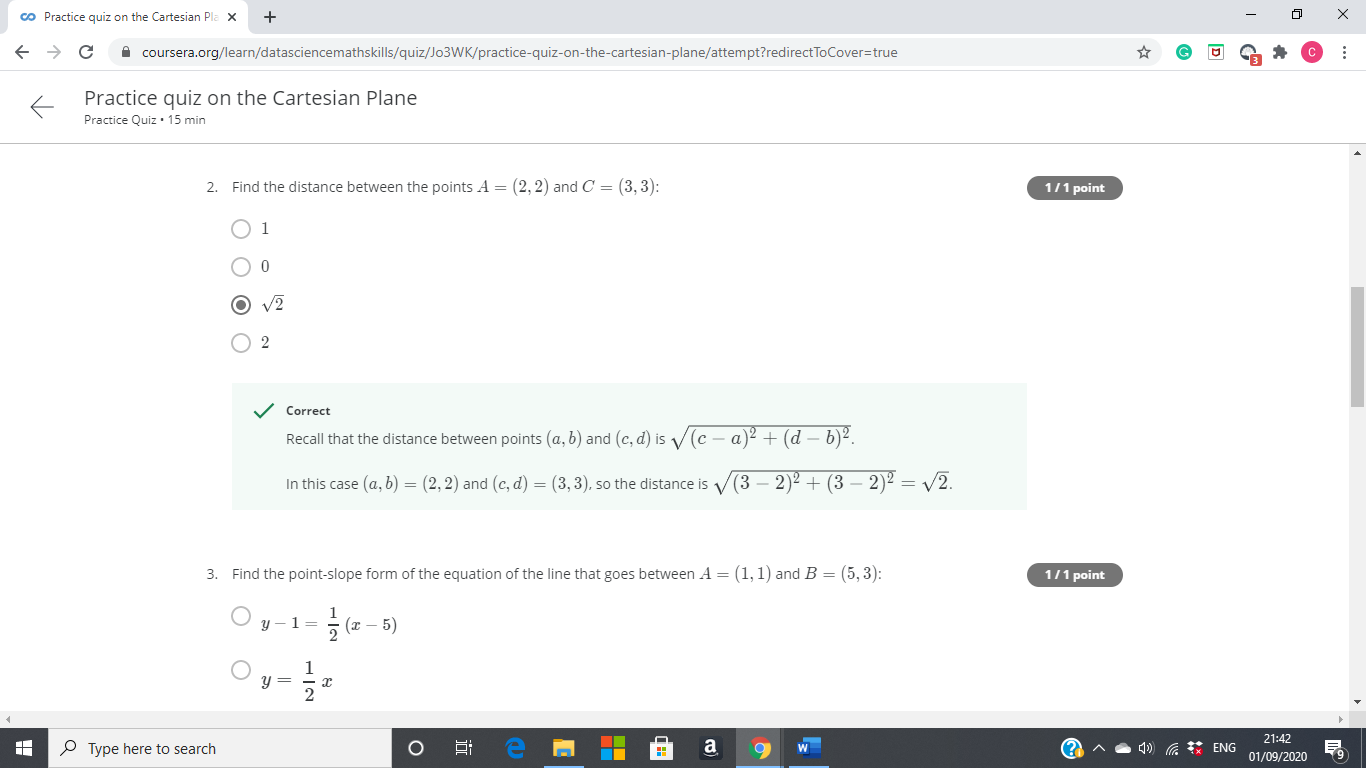 Practice quiz on the Cartesian Pla
coursera.org/learn/datasciencemathskills/quiz/Jo3WK/practice-quiz-on-the-cartesian-plane/attempt?redirectToCover=true
3
C
Practice quiz on the Cartesian Plane
Practice Quiz • 15 min
2. Find the distance between the points A = (2, 2) and C = (3, 3):
1 / 1 point
1
0
√2
2
Correct
Recall that the distance between points (a, b) and (c, d) is √(c − a)² + (d − b)².
In this case (a, b) = (2, 2) and (c, d) = (3, 3), so the distance is √(3 − 2)² + (3 − 2)² = √2.
3. Find the point-slope form of the equation of the line that goes between A = (1, 1) and B = (5, 3):
1 / 1 point
y − 1 = 1/2 (x − 5)
y = 1/2 x
Type here to search
ENG
21:42
01/09/2020
9